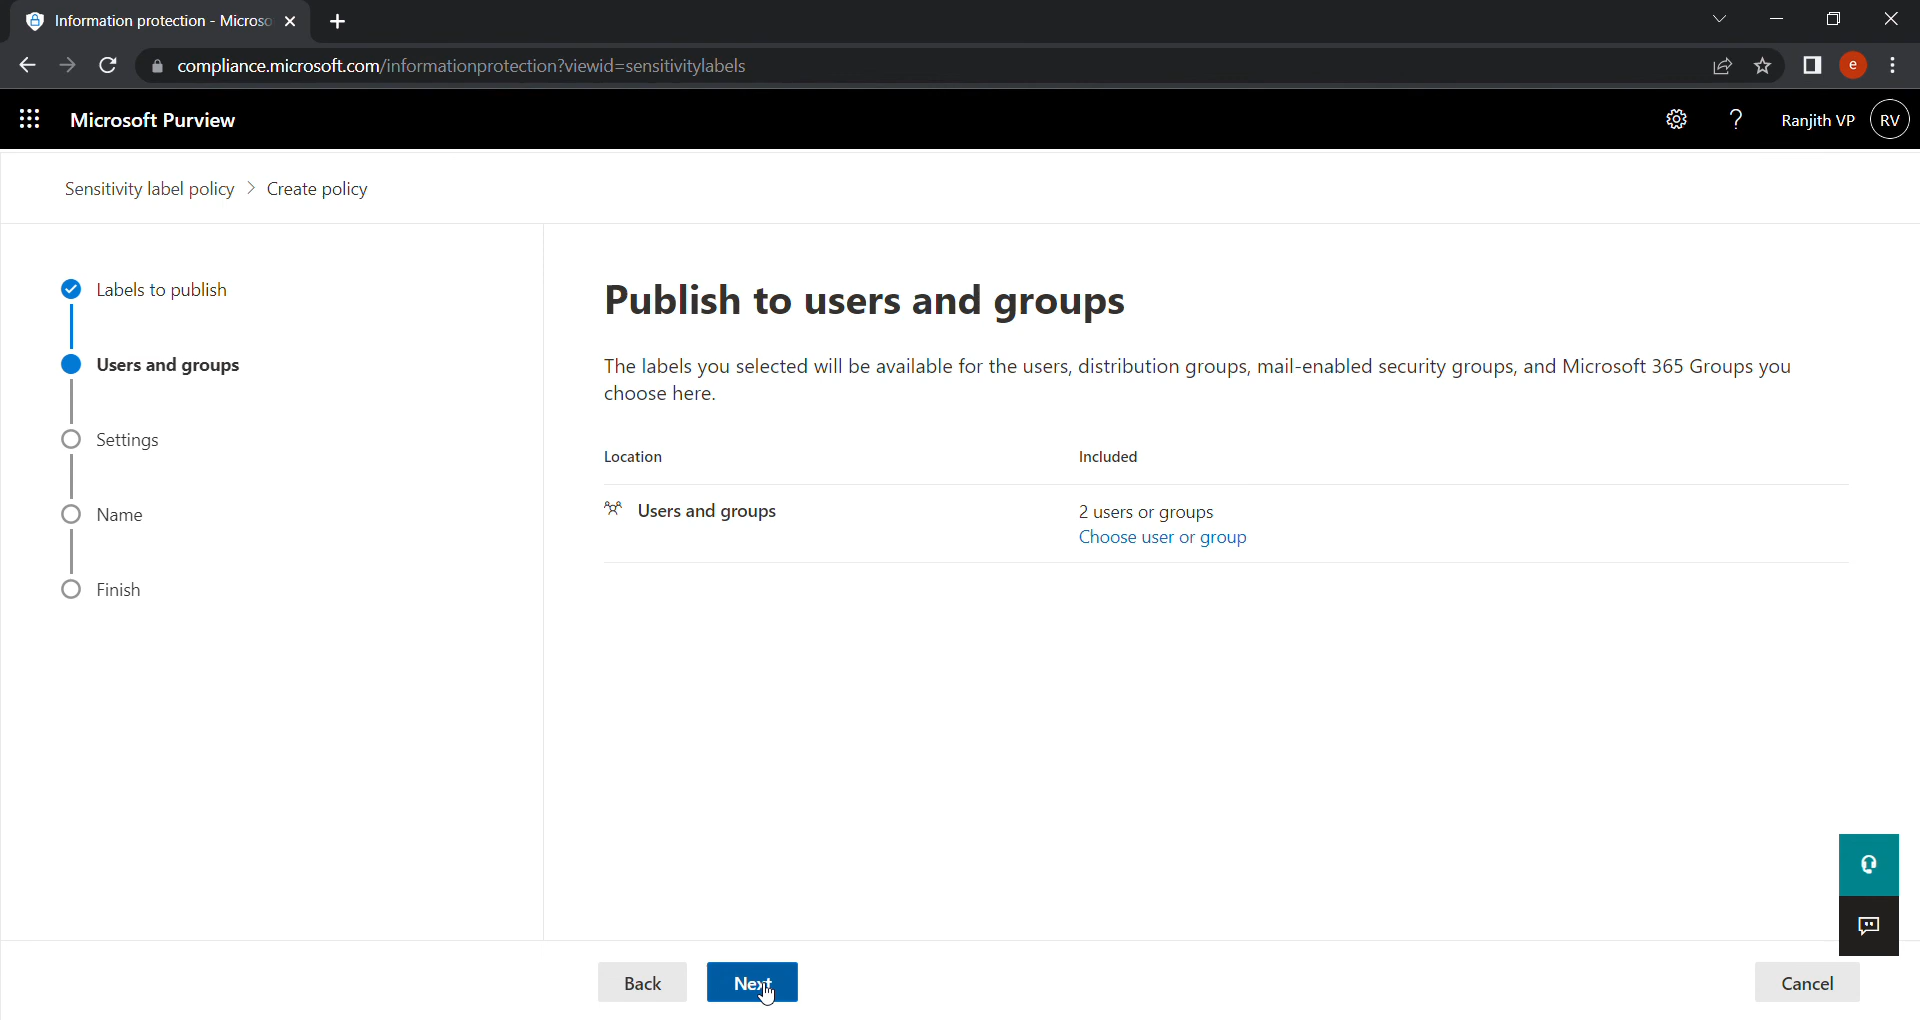 Information protection - Microso
compliance.microsoft.com/informationprotection?viewid=sensitivitylabels
e
Microsoft Purview
Ranjith VP
RV
Sensitivity label policy > Create policy
Labels to publish
Users and groups
Settings
Name
Finish
Publish to users and groups
The labels you selected will be available for the users, distribution groups, mail-enabled security groups, and Microsoft 365 Groups you
choose here.
Location Included
Users and groups 2 users or groups
Choose user or group
Back Next Cancel